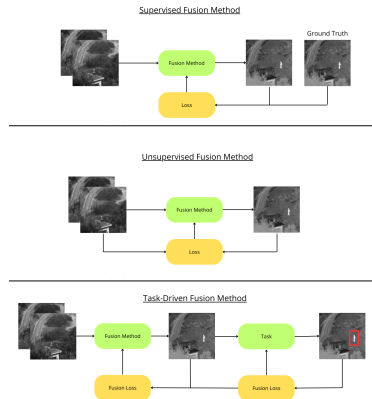 Supervised Fusion Method
Ground Truth
Fusion Method
Loss
Unsupervised Fusion Method
Fusion Method
Loss
Task-Driven Fusion Method
Fusion Method
Task
Fusion Loss
Fusion Loss